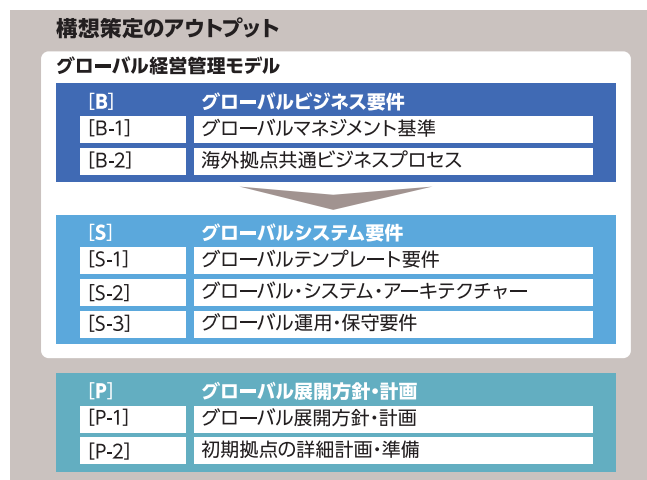 構想策定のアウトプット
グローバル経営管理モデル
[B] グローバルビジネス要件
[B-1] グローバルマネジメント基準
[B-2] 海外拠点共通ビジネスプロセス
[S] グローバルシステム要件
[S-1] グローバルテンプレート要件
[S-2] グローバル・システム・アーキテクチャー
[S-3] グローバル運用・保守要件
[P] グローバル展開方針・計画
[P-1] グローバル展開方針・計画
[P-2] 初期拠点の詳細計画・準備